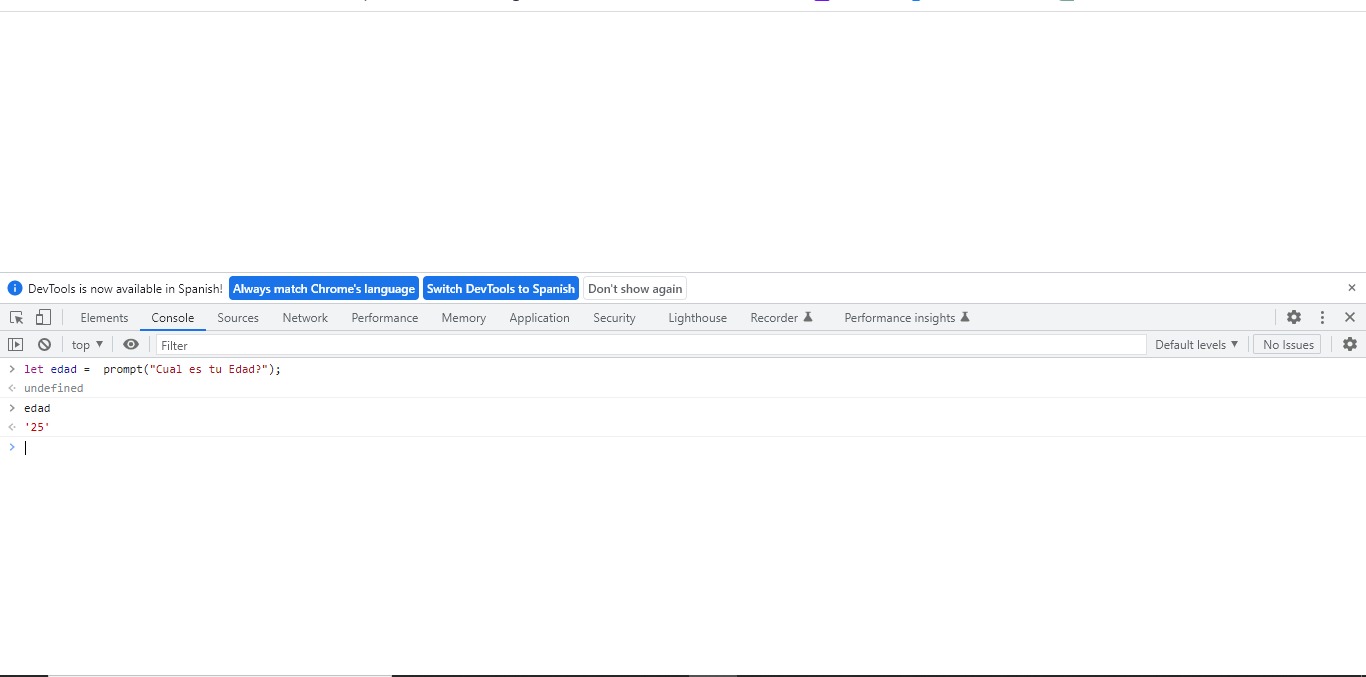 DevTools is now available in Spanish! Always match Chrome's language Switch DevTools to Spanish Don't show again
Elements Console Sources Network Performance Memory Application Security Lighthouse Recorder Performance insights
top Filter Default levels No Issues
let edad =  prompt("Cual es tu Edad?");
undefined
edad
'25'